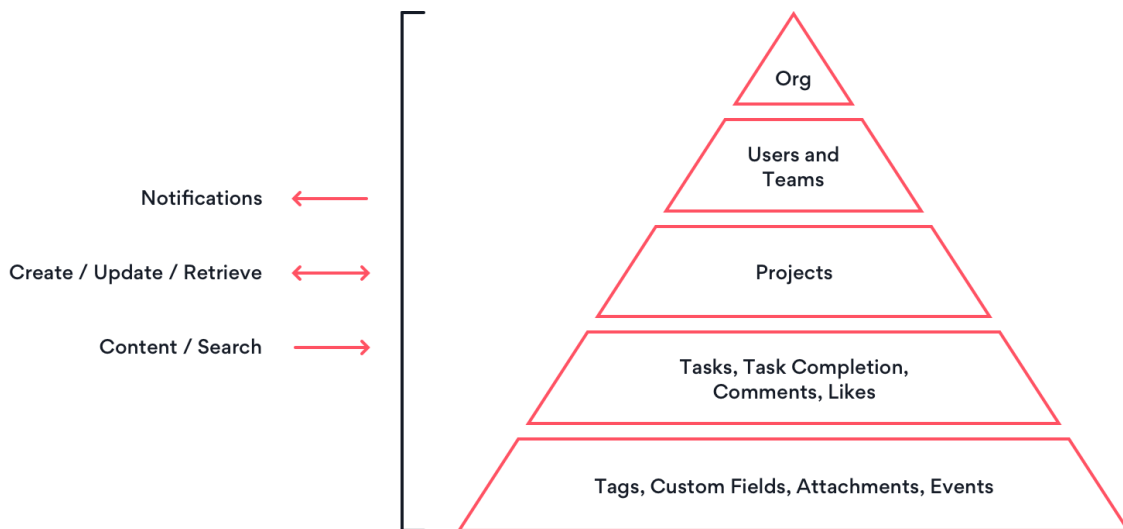 Org
Users and
Teams
Notifications
Create / Update / Retrieve
Projects
Content / Search
Tasks, Task Completion,
Comments, Likes
Tags, Custom Fields, Attachments, Events